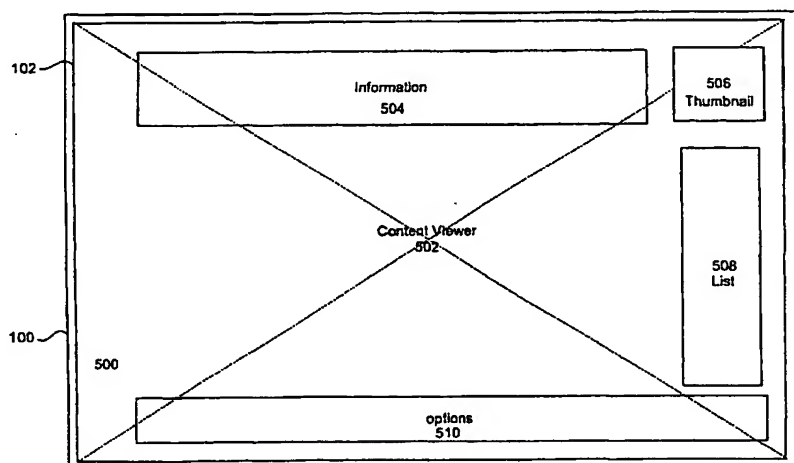 102
Information
504
506
Thumbnail
Content Viewer
502
508
List
100
500
options
510